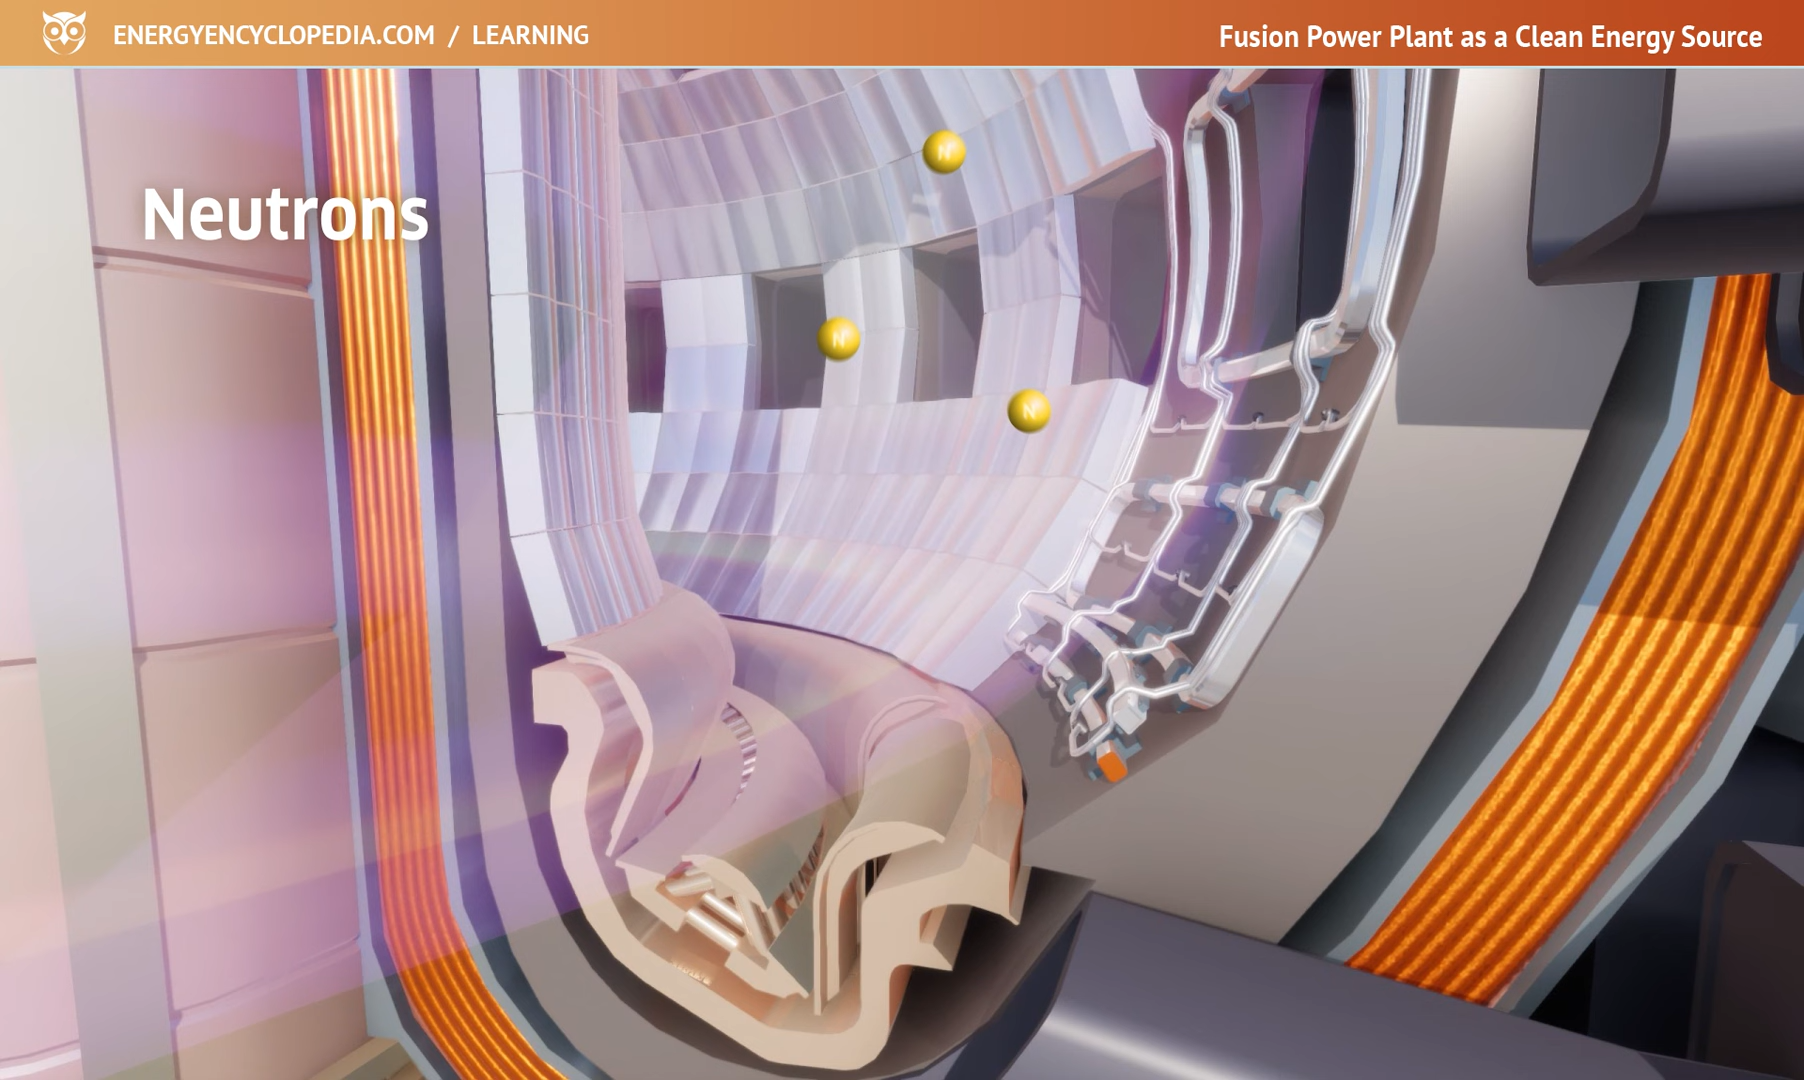 ENERGYENCYCLOPEDIA.COM / LEARNING
Fusion Power Plant as a Clean Energy Source
Neutrons
N
N
N